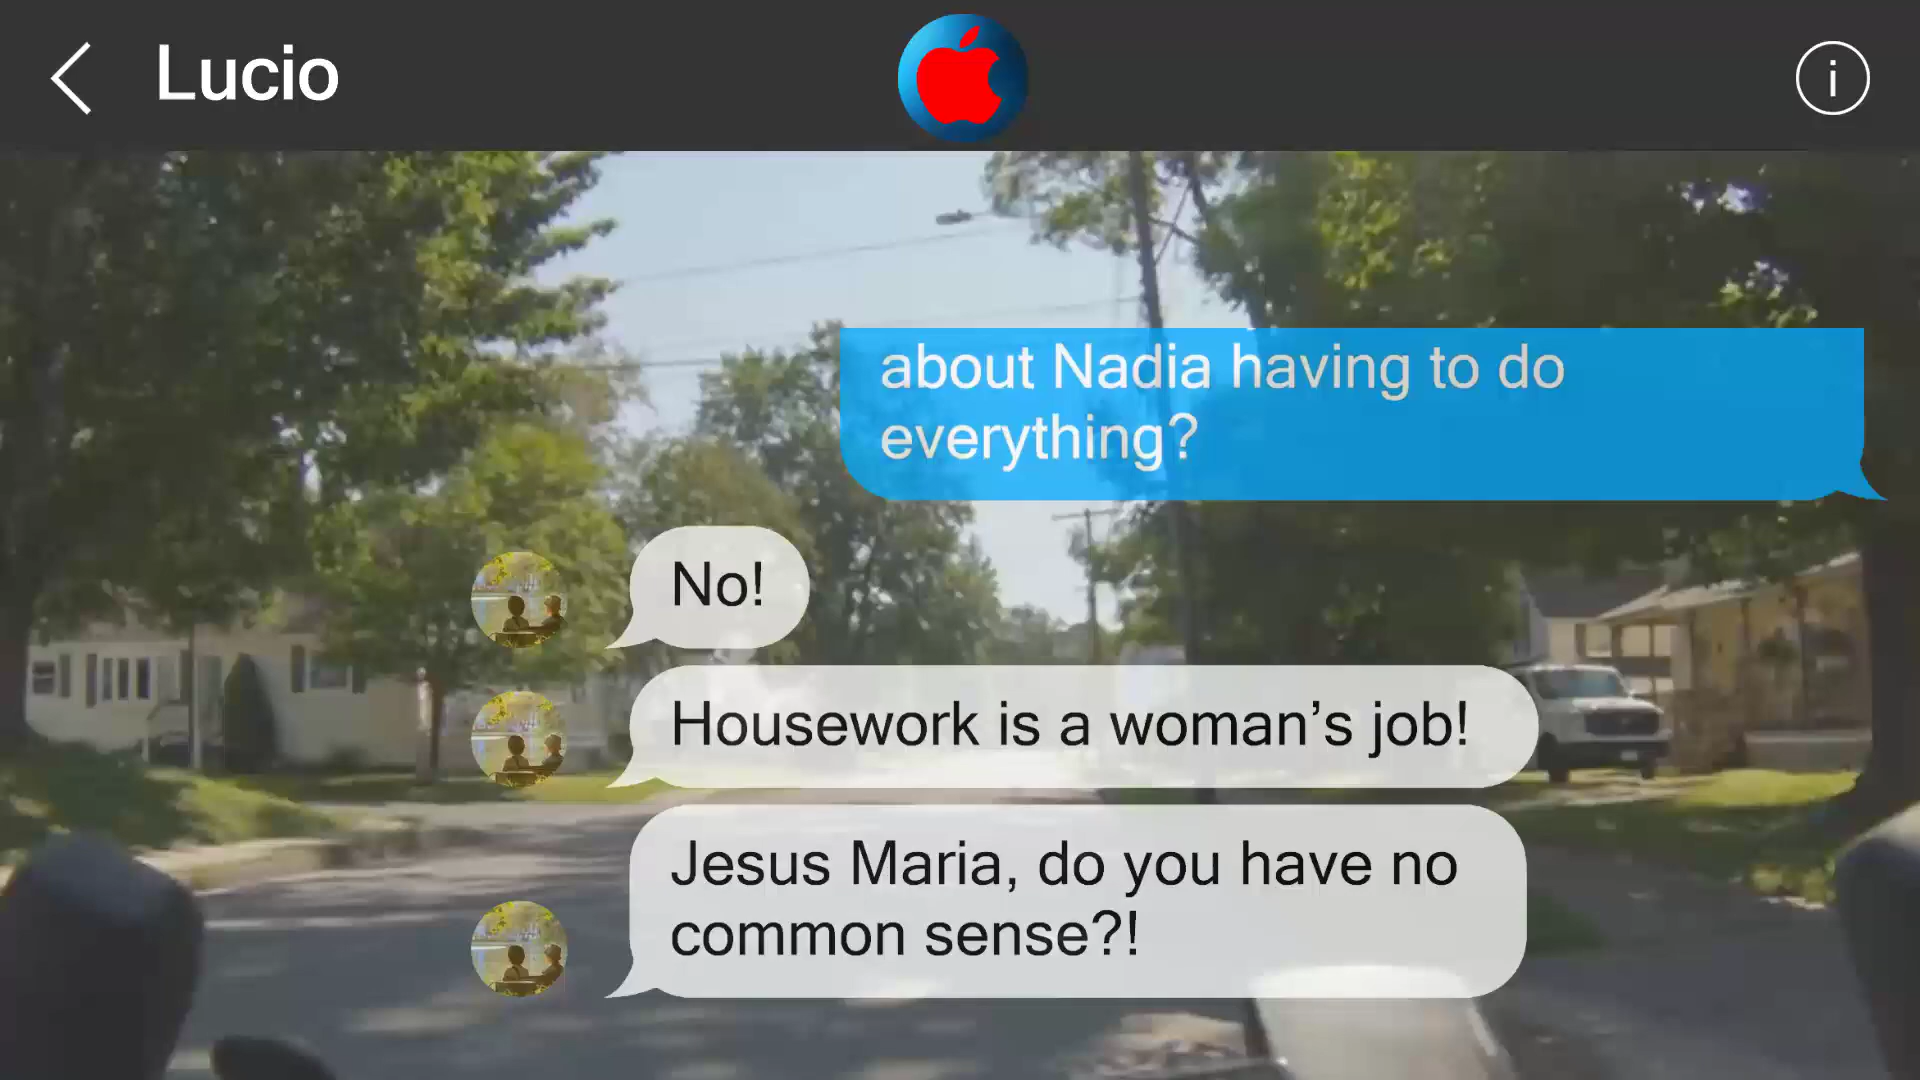 Lucio
i
about Nadia having to do
everything?
No!
Housework is a woman’s job!
Jesus Maria, do you have no
common sense?!